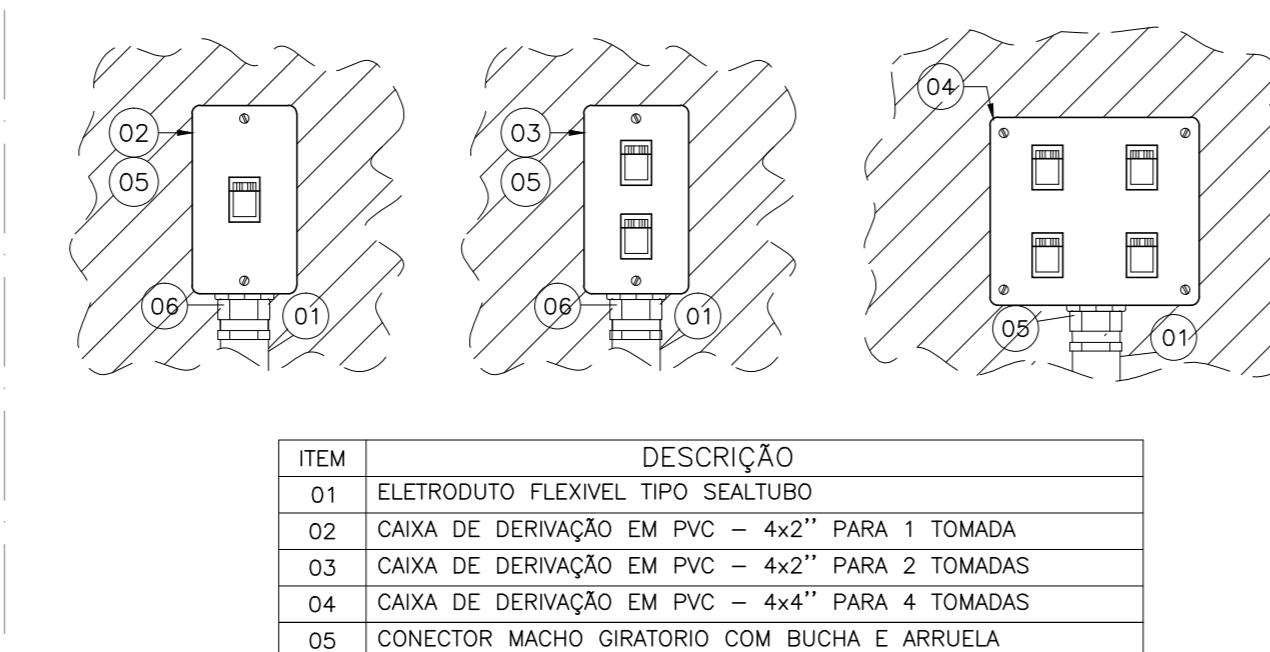 02
05
06
01
03
05
06
01
04
05
01
ITEM DESCRIÇÃO
01 ELETRODUTO FLEXIVEL TIPO SEALTUBO
02 CAIXA DE DERIVAÇÃO EM PVC – 4x2'' PARA 1 TOMADA
03 CAIXA DE DERIVAÇÃO EM PVC – 4x2'' PARA 2 TOMADAS
04 CAIXA DE DERIVAÇÃO EM PVC – 4x4'' PARA 4 TOMADAS
05 CONECTOR MACHO GIRATORIO COM BUCHA E ARRUELA